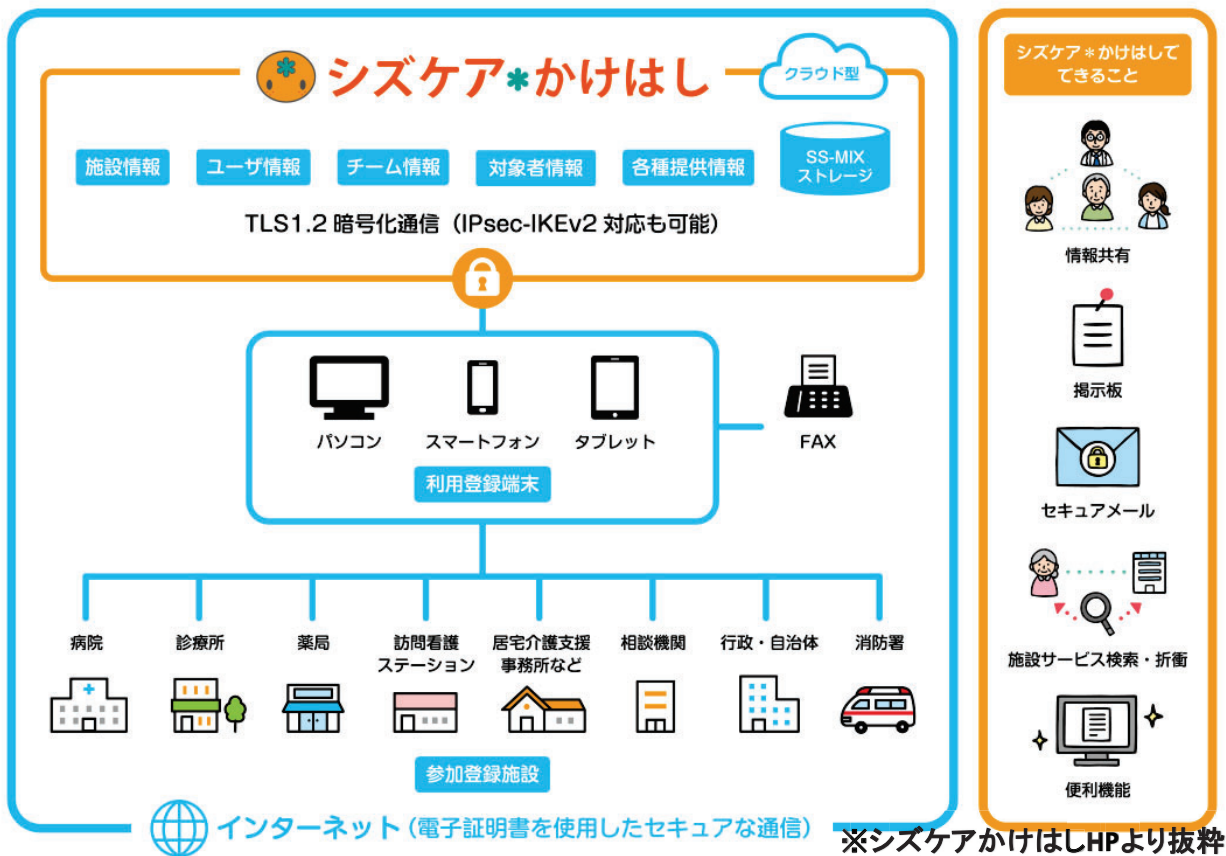 シズケア*かけはし
クラウド型
施設情報
ユーザ情報
チーム情報
対象者情報
各種提供情報
SS-MIX
ストレージ
TLS1.2 暗号化通信（IPsec-IKEv2 対応も可能）
パソコン
スマートフォン
タブレット
FAX
利用登録端末
病院
診療所
薬局
訪問看護
ステーション
居宅介護支援
事務所など
相談機関
行政・自治体
消防署
参加登録施設
インターネット（電子証明書を使用したセキュアな通信）
シズケア*かけはしで
できること
情報共有
掲示板
セキュアメール
施設サービス検索・折衝
便利機能
※シズケアかけはしHPより抜粋